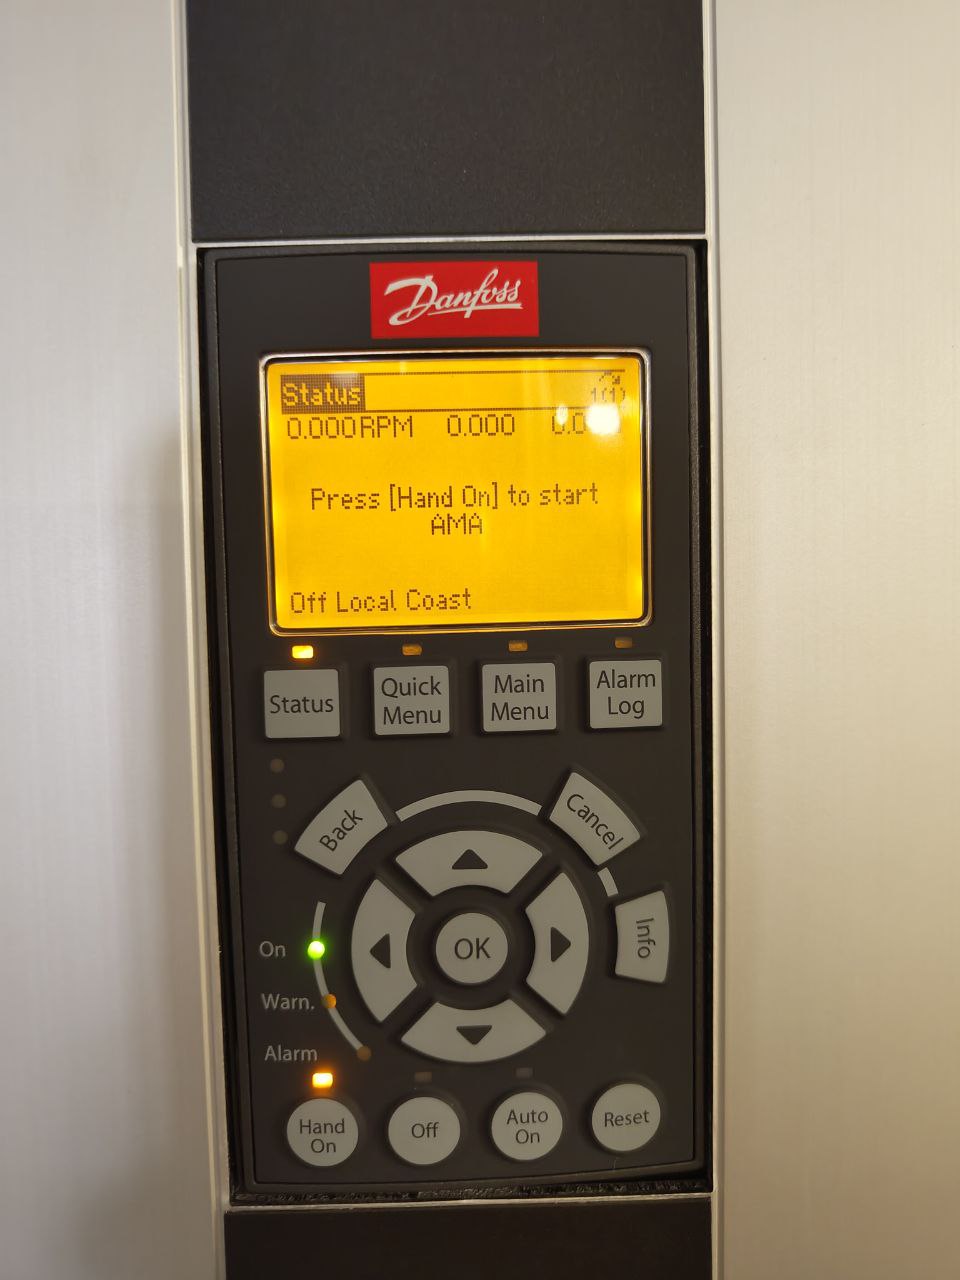 Danfoss
Status
1(1)
0.000RPM 0.000
Press [Hand On] to start
AMA
Off Local Coast
Status
Quick
Menu
Main
Menu
Alarm
Log
Back
Cancel
OK
Info
On
Warn.
Alarm
Hand
On
Off
Auto
On
Reset